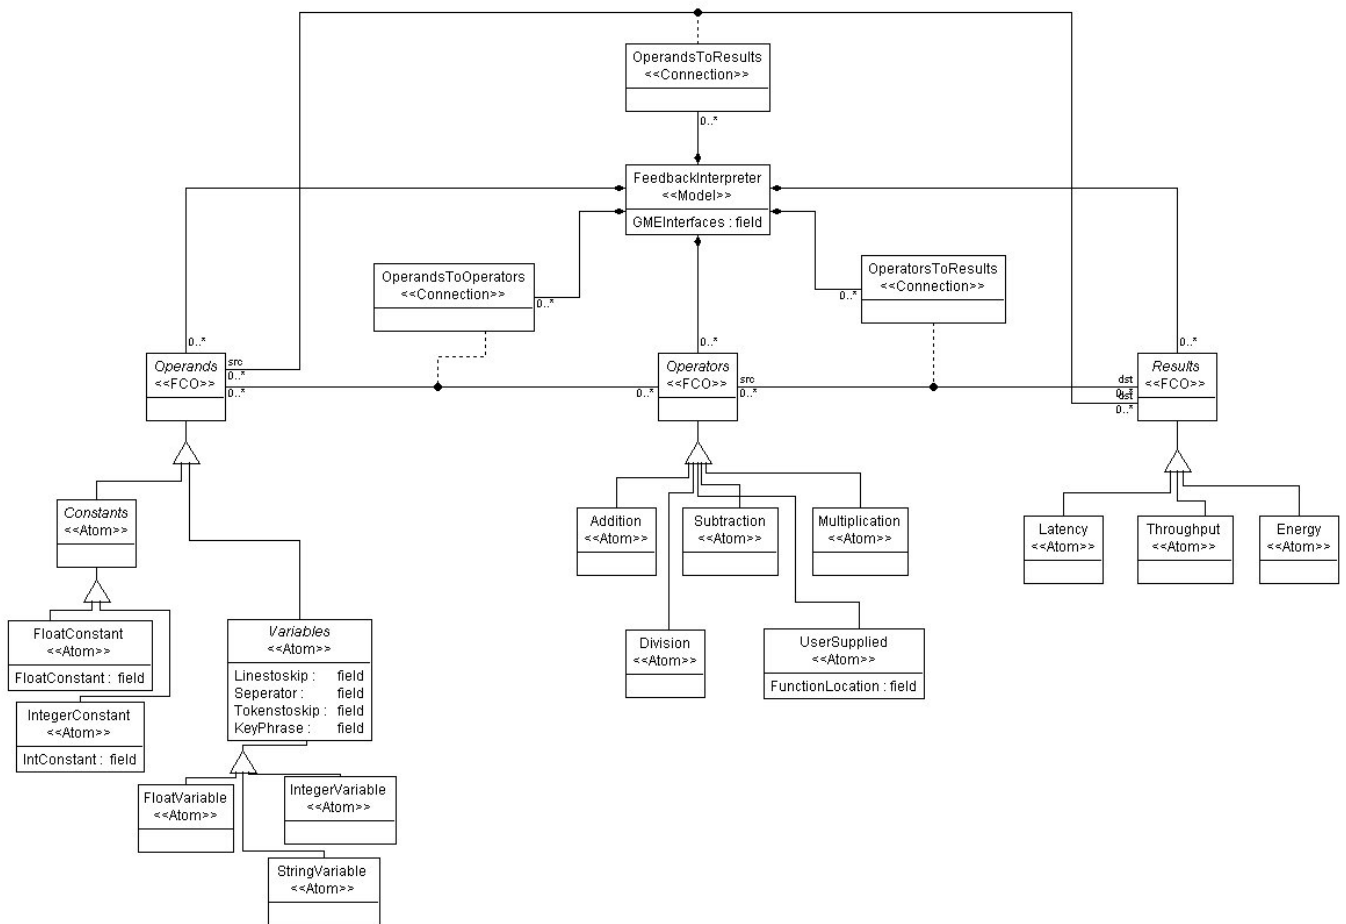 OperandsToResults
<<Connection>>
0..*
FeedbackInterpreter
<<Model>>
GMEInterfaces : field
OperandsToOperators
<<Connection>>
0..*
OperatorsToResults
<<Connection>>
0..*
0..*
Operands
<<FCO>>
src
0..*
0..*
0..*
Operators
<<FCO>>
0..*
src
0..*
0..*
Results
<<FCO>>
dst
0..*
dst
0..*
Constants
<<Atom>>
Addition
<<Atom>>
Subtraction
<<Atom>>
Multiplication
<<Atom>>
Latency
<<Atom>>
Throughput
<<Atom>>
Energy
<<Atom>>
FloatConstant
<<Atom>>
FloatConstant : field
Variables
<<Atom>>
Linestoskip : field
Seperator : field
Tokenstoskip : field
KeyPhrase : field
Division
<<Atom>>
UserSupplied
<<Atom>>
FunctionLocation : field
IntegerConstant
<<Atom>>
IntConstant : field
FloatVariable
<<Atom>>
IntegerVariable
<<Atom>>
StringVariable
<<Atom>>